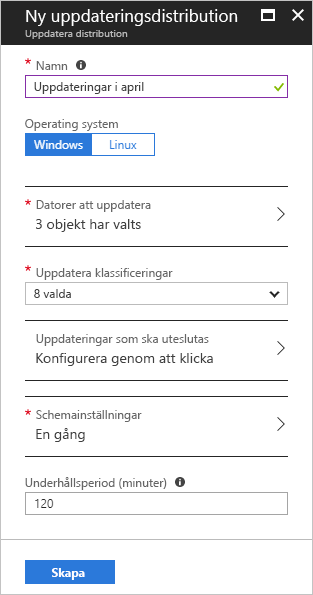 Ny uppdateringsdistribution
Uppdatera distribution
* Namn
Uppdateringar i april
Operating system
Windows Linux
* Datorer att uppdatera
3 objekt har valts
* Uppdatera klassificeringar
8 valda
Uppdateringar som ska uteslutas
Konfigurera genom att klicka
* Schemainställningar
En gång
Underhållsperiod (minuter)
120
Skapa